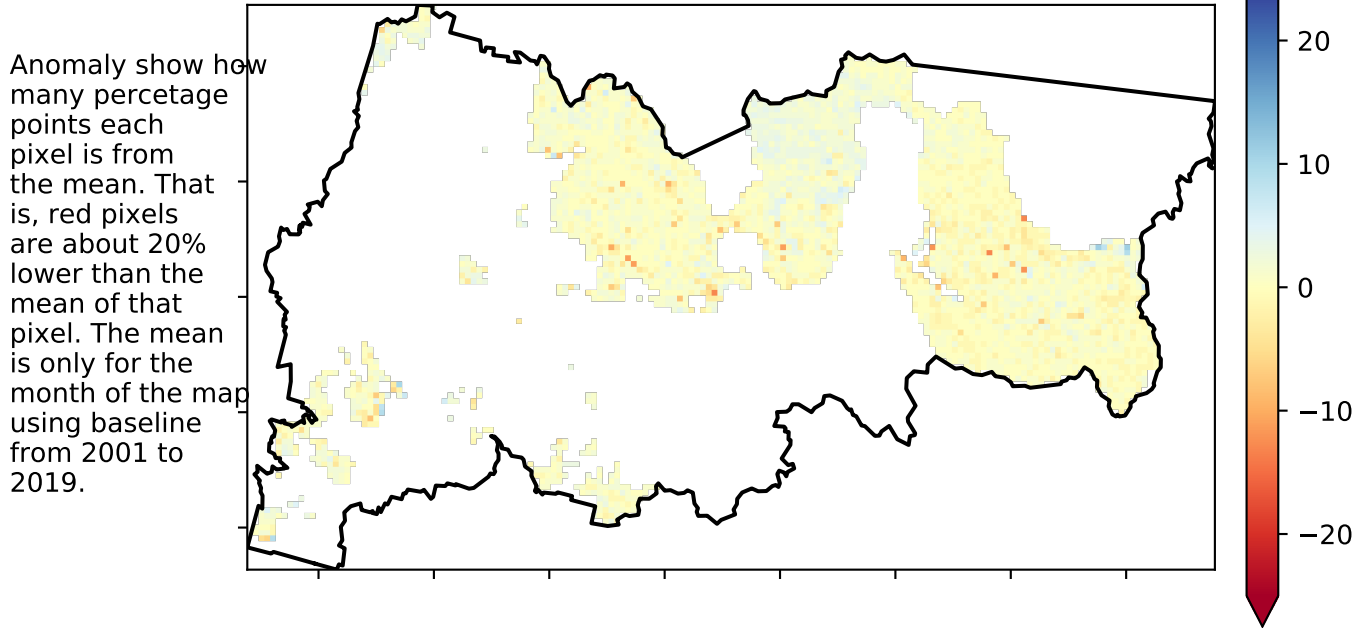 Anomaly show how
many percetage
points each
pixel is from
the mean. That
is, red pixels
are about 20%
lower than the
mean of that
pixel. The mean
is only for the
month of the map
using baseline
from 2001 to
2019.
20
10
0
−10
−20